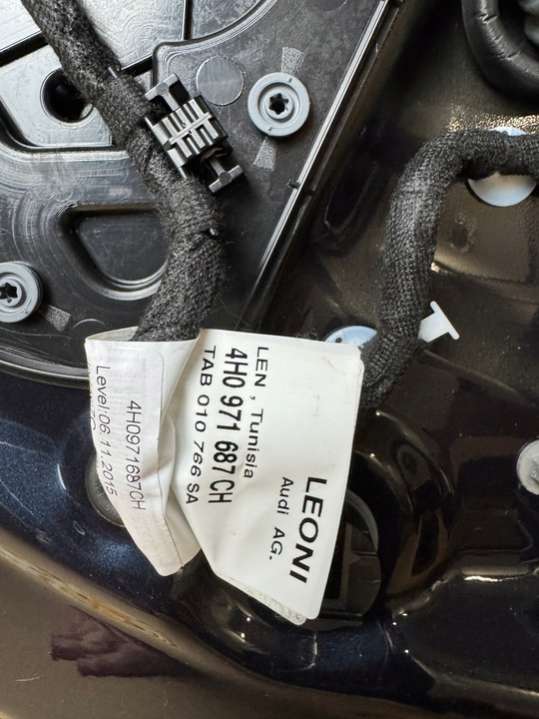 LEONI
Audi AG.
LEN, Tunisia
4H0 971 687 CH
TAB 010 766 SA
4H0971687CH
Level:06.11.2015